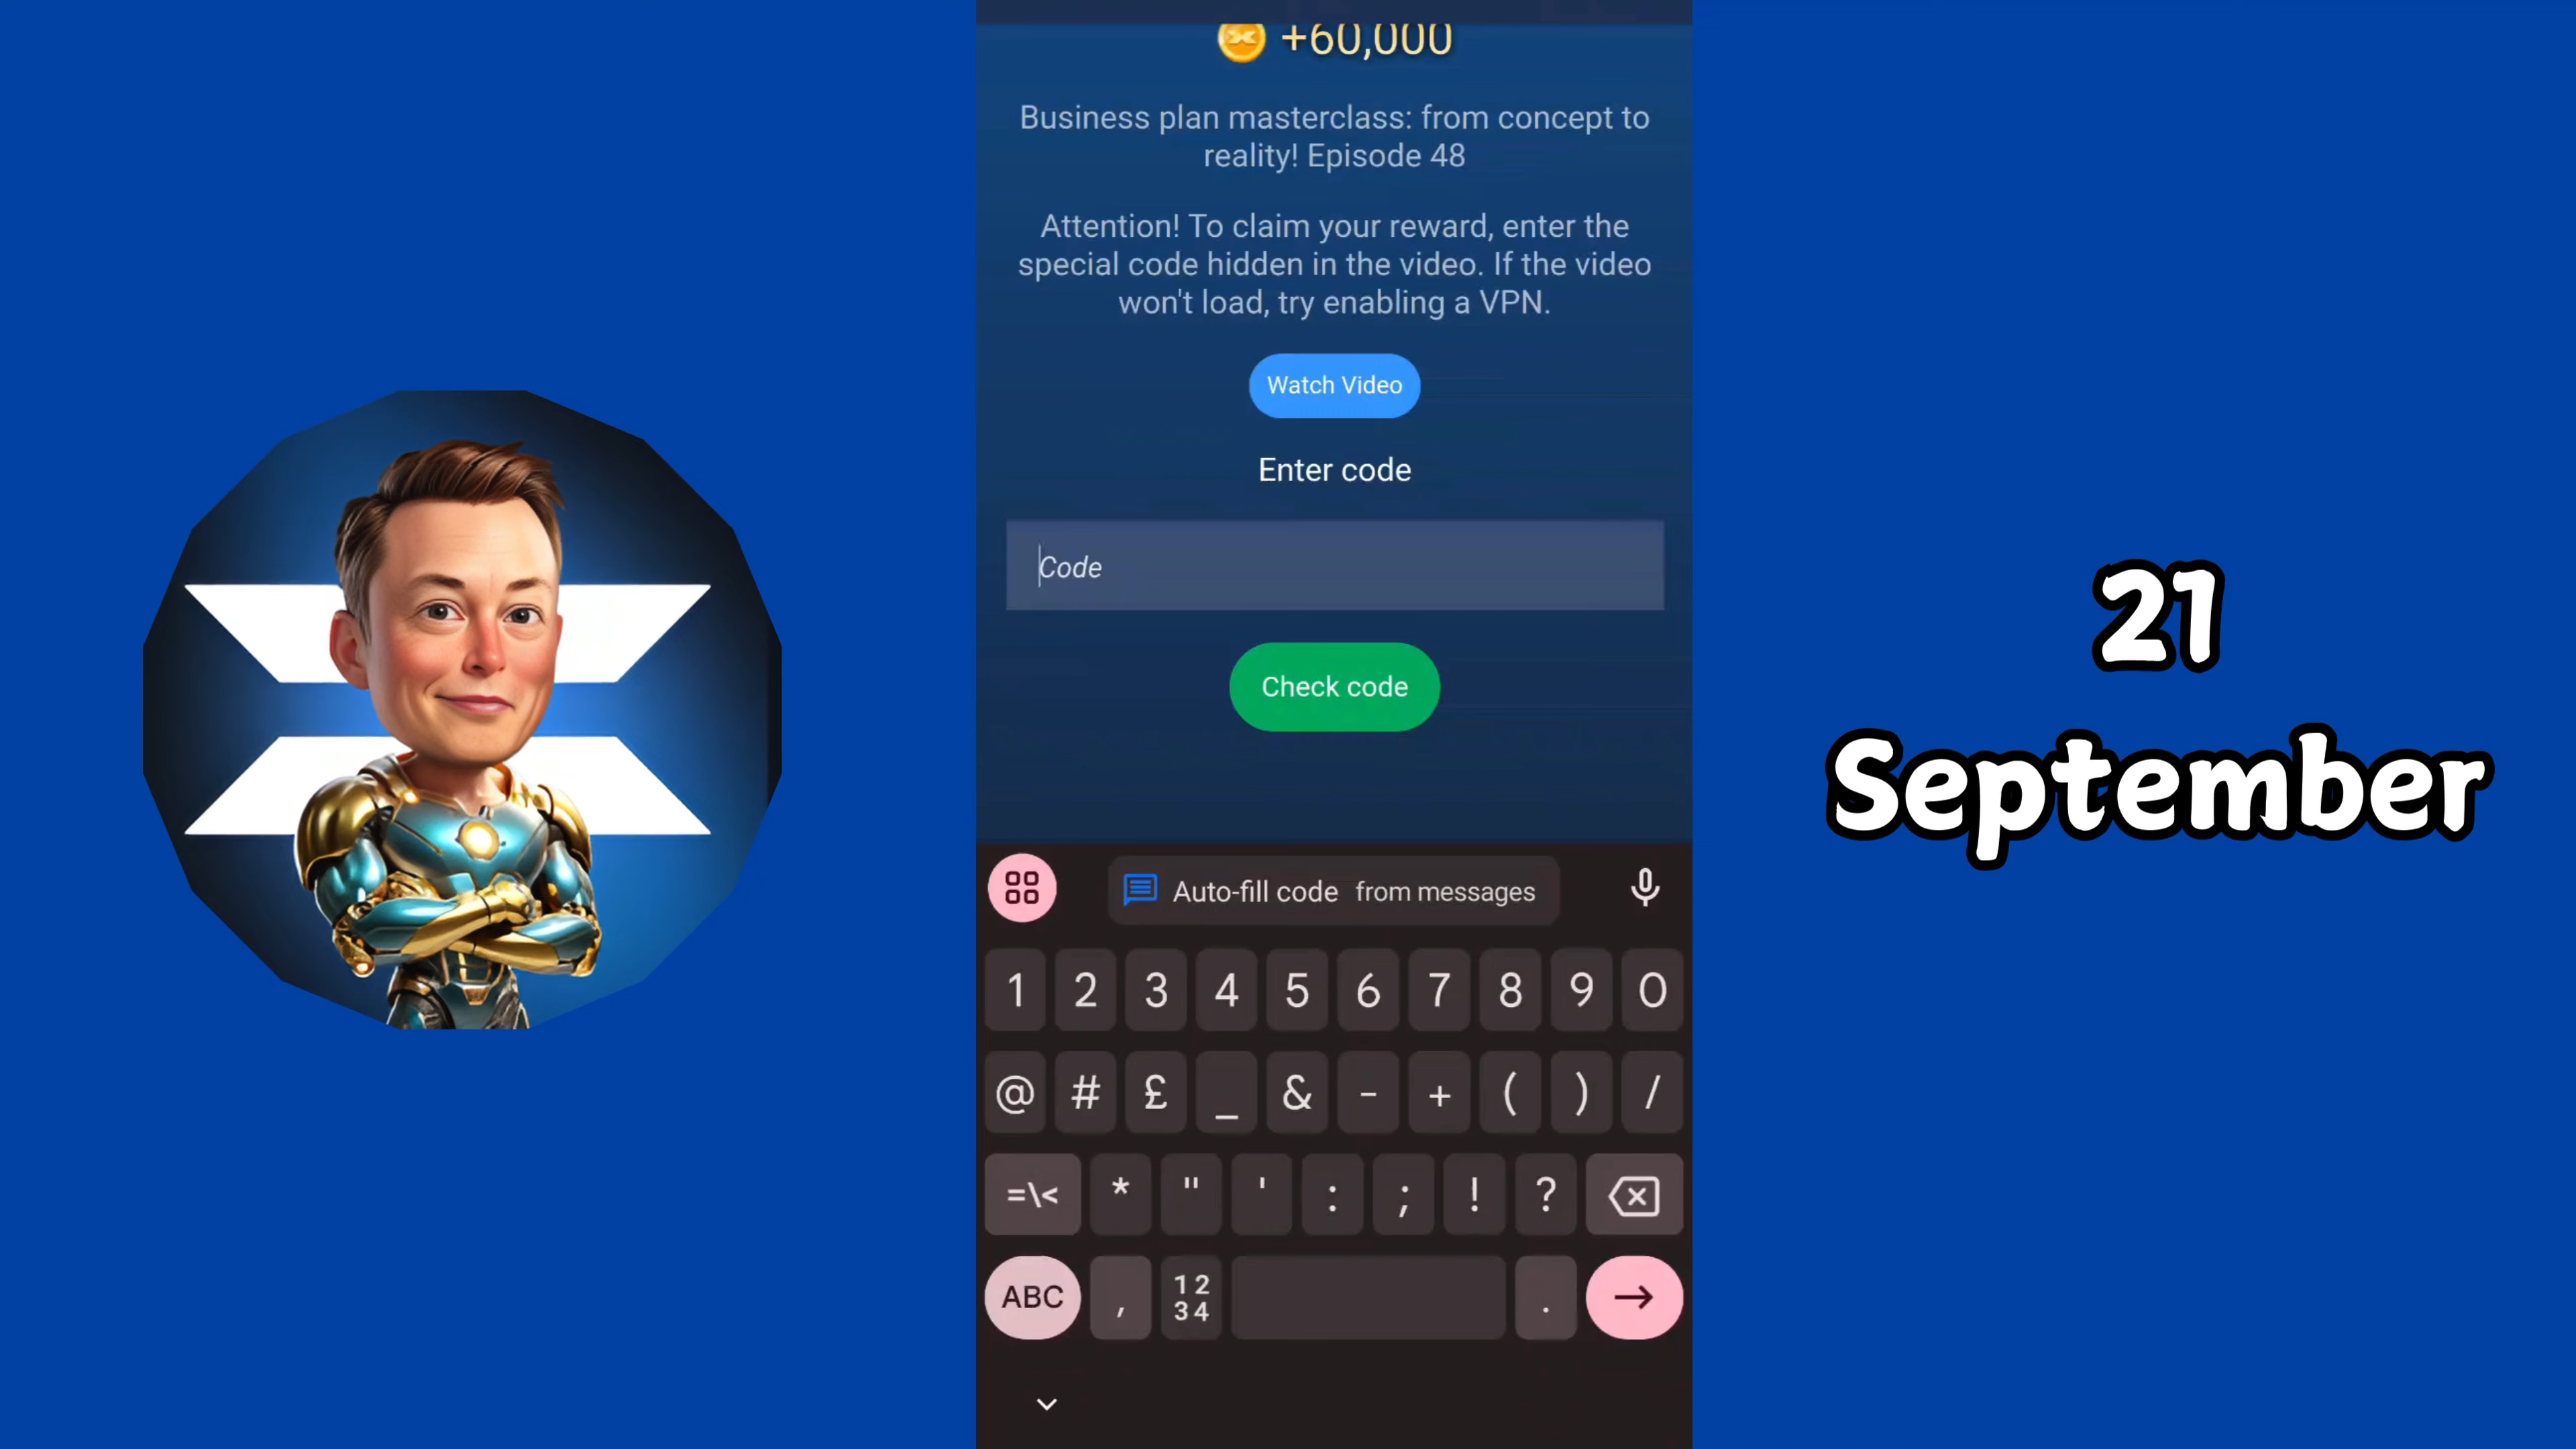 +60,000
Business plan masterclass: from concept to
reality! Episode 48
Attention! To claim your reward, enter the
special code hidden in the video. If the video
won't load, try enabling a VPN.
Watch Video
Enter code
Code
Check code
21
September
Auto-fill code from messages
1 2 3 4 5 6 7 8 9 0
@ # £ _ & - + ( ) /
=\< * " ' : ; ! ?
ABC , 12 .
34